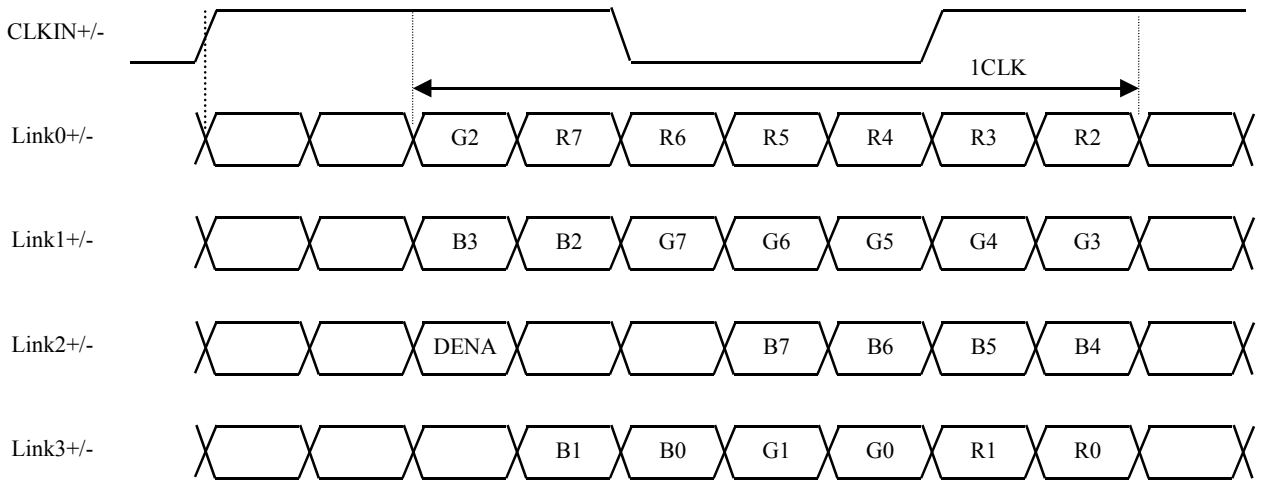 CLKIN+/-
1CLK
Link0+/- G2 R7 R6 R5 R4 R3 R2
Link1+/- B3 B2 G7 G6 G5 G4 G3
Link2+/- DENA B7 B6 B5 B4
Link3+/- B1 B0 G1 G0 R1 R0